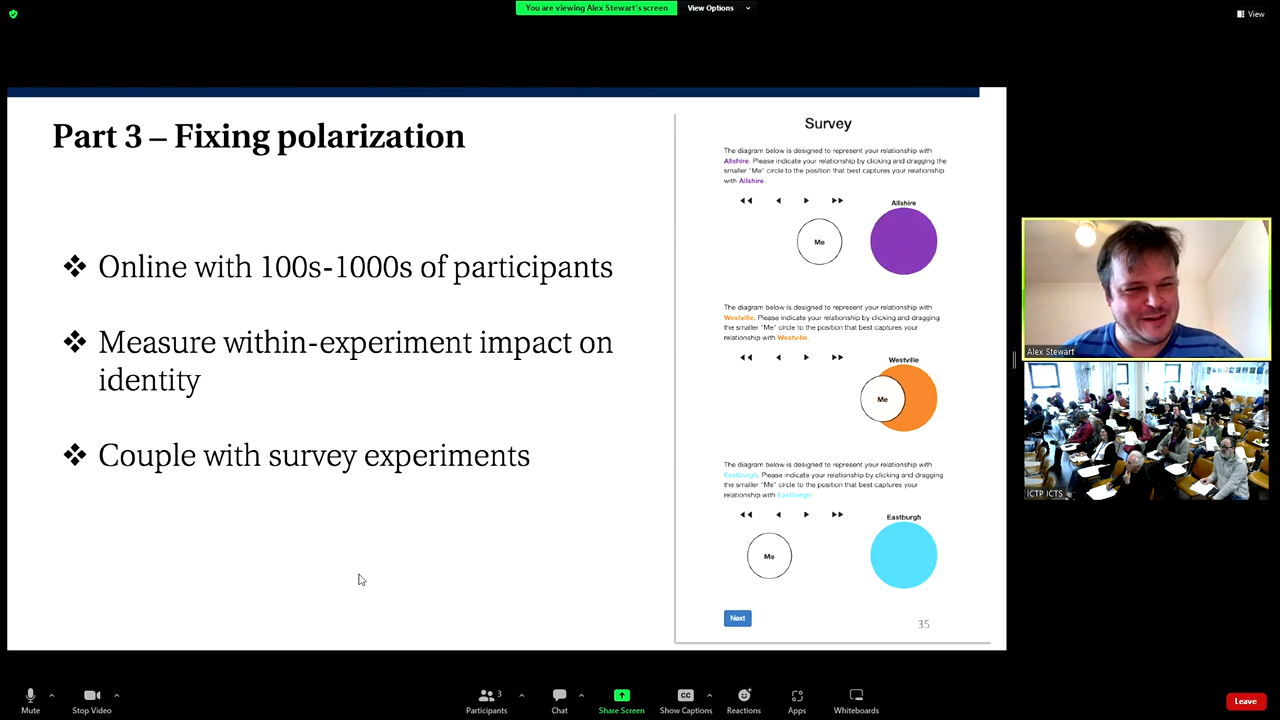 You are viewing Alex Stewart's screen
View Options
View
Part 3 – Fixing polarization
❖ Online with 100s-1000s of participants
❖ Measure within-experiment impact on
identity
❖ Couple with survey experiments
Survey
The diagram below is designed to represent your relationship with
Allshire. Please indicate your relationship by clicking and dragging the
smaller "Me" circle to the position that best captures your relationship
with Allshire.
Allshire
Me
The diagram below is designed to represent your relationship with
Westville. Please indicate your relationship by clicking and dragging
the smaller "Me" circle to the position that best captures your
relationship with Westville.
Westville
Me
The diagram below is designed to represent your relationship with
Eastburgh. Please indicate your relationship by clicking and dragging
the smaller "Me" circle to the position that best captures your
relationship with Eastburgh.
Eastburgh
Me
Next
35
Alex Stewart
ICTP ICTS
Mute
Stop Video
Participants
3
Chat
Share Screen
CC
Show Captions
Reactions
Apps
Whiteboards
Leave